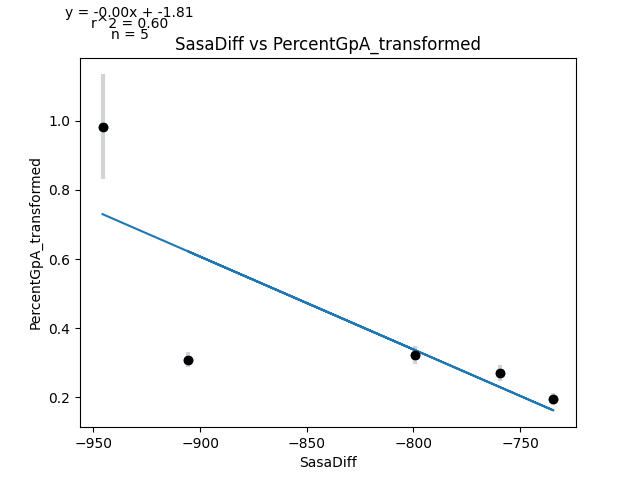 y = -0.00x + -1.81
r^2 = 0.60
n = 5
SasaDiff vs PercentGpA_transformed
PercentGpA_transformed
1.0
0.8
0.6
0.4
0.2
−950
−900
−850
−800
−750
SasaDiff